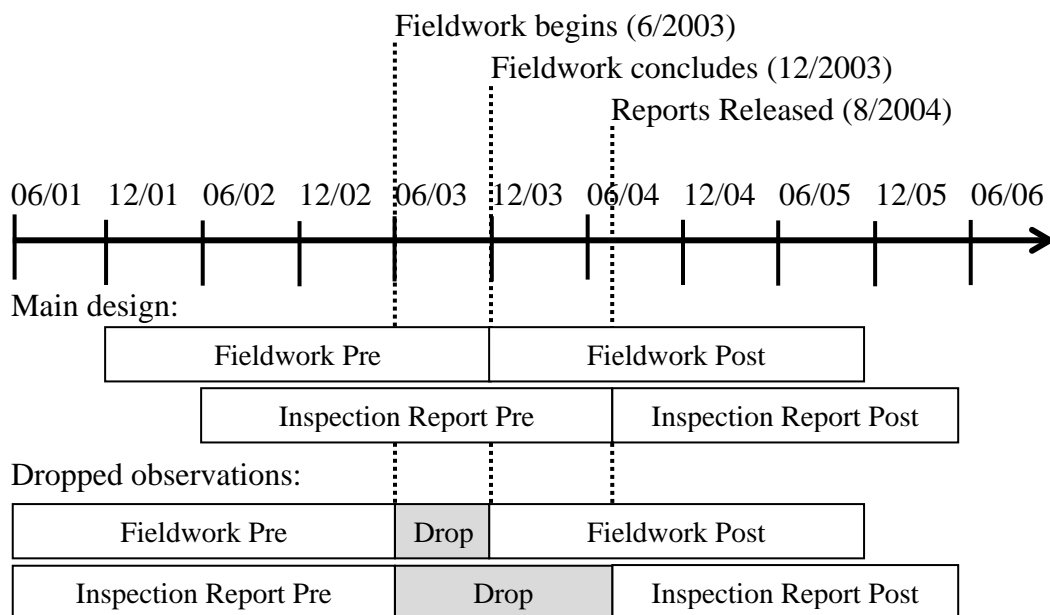 Fieldwork begins (6/2003)
Fieldwork concludes (12/2003)
Reports Released (8/2004)
06/01 12/01 06/02 12/02 06/03 12/03 06/04 12/04 06/05 12/05 06/06
Main design:
Fieldwork Pre Fieldwork Post
Inspection Report Pre Inspection Report Post
Dropped observations:
Fieldwork Pre Drop Fieldwork Post
Inspection Report Pre Drop Inspection Report Post